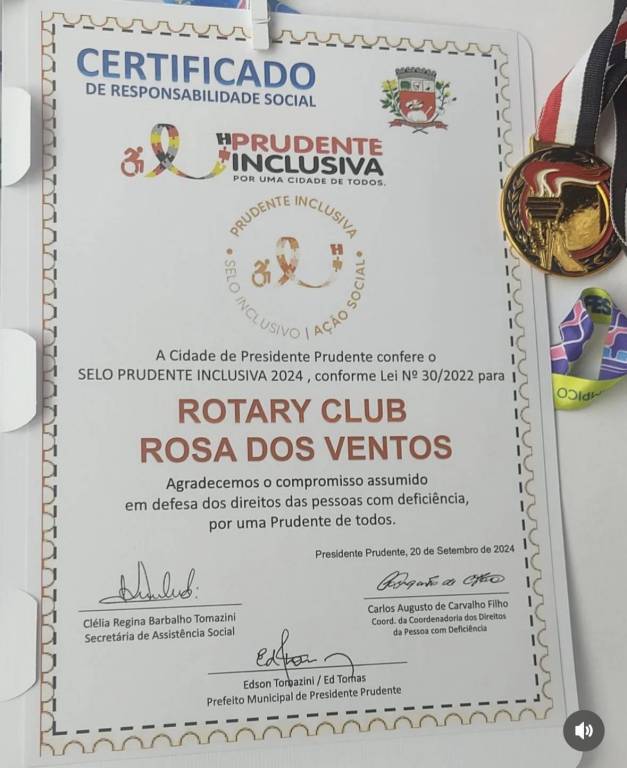 CERTIFICADO
DE RESPONSABILIDADE SOCIAL
PRUDENTE
INCLUSIVA
POR UMA CIDADE DE TODOS.
• PRUDENTE INCLUSIVA •
SELO INCLUSIVO | AÇÃO SOCIAL
A Cidade de Presidente Prudente confere o
SELO PRUDENTE INCLUSIVA 2024 , conforme Lei Nº 30/2022 para
ROTARY CLUB
ROSA DOS VENTOS
Agradecemos o compromisso assumido
em defesa dos direitos das pessoas com deficiência,
por uma Prudente de todos.
Presidente Prudente, 20 de Setembro de 2024
Clélia Regina Barbalho Tomazini
Secretária de Assistência Social
Carlos Augusto de Carvalho Filho
Coord. da Coordenadoria dos Direitos
da Pessoa com Deficiência
Edson Tomazini / Ed Tomas
Prefeito Municipal de Presidente Prudente